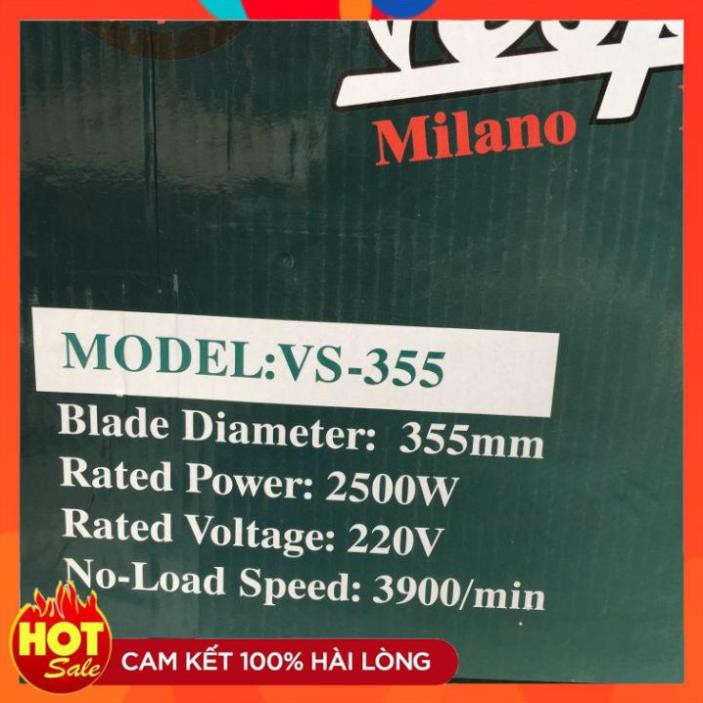 Milano
MODEL:VS-355
Blade Diameter: 355mm
Rated Power: 2500W
Rated Voltage: 220V
No-Load Speed: 3900/min
HOT
Sale
CAM KẾT 100% HÀI LÒNG